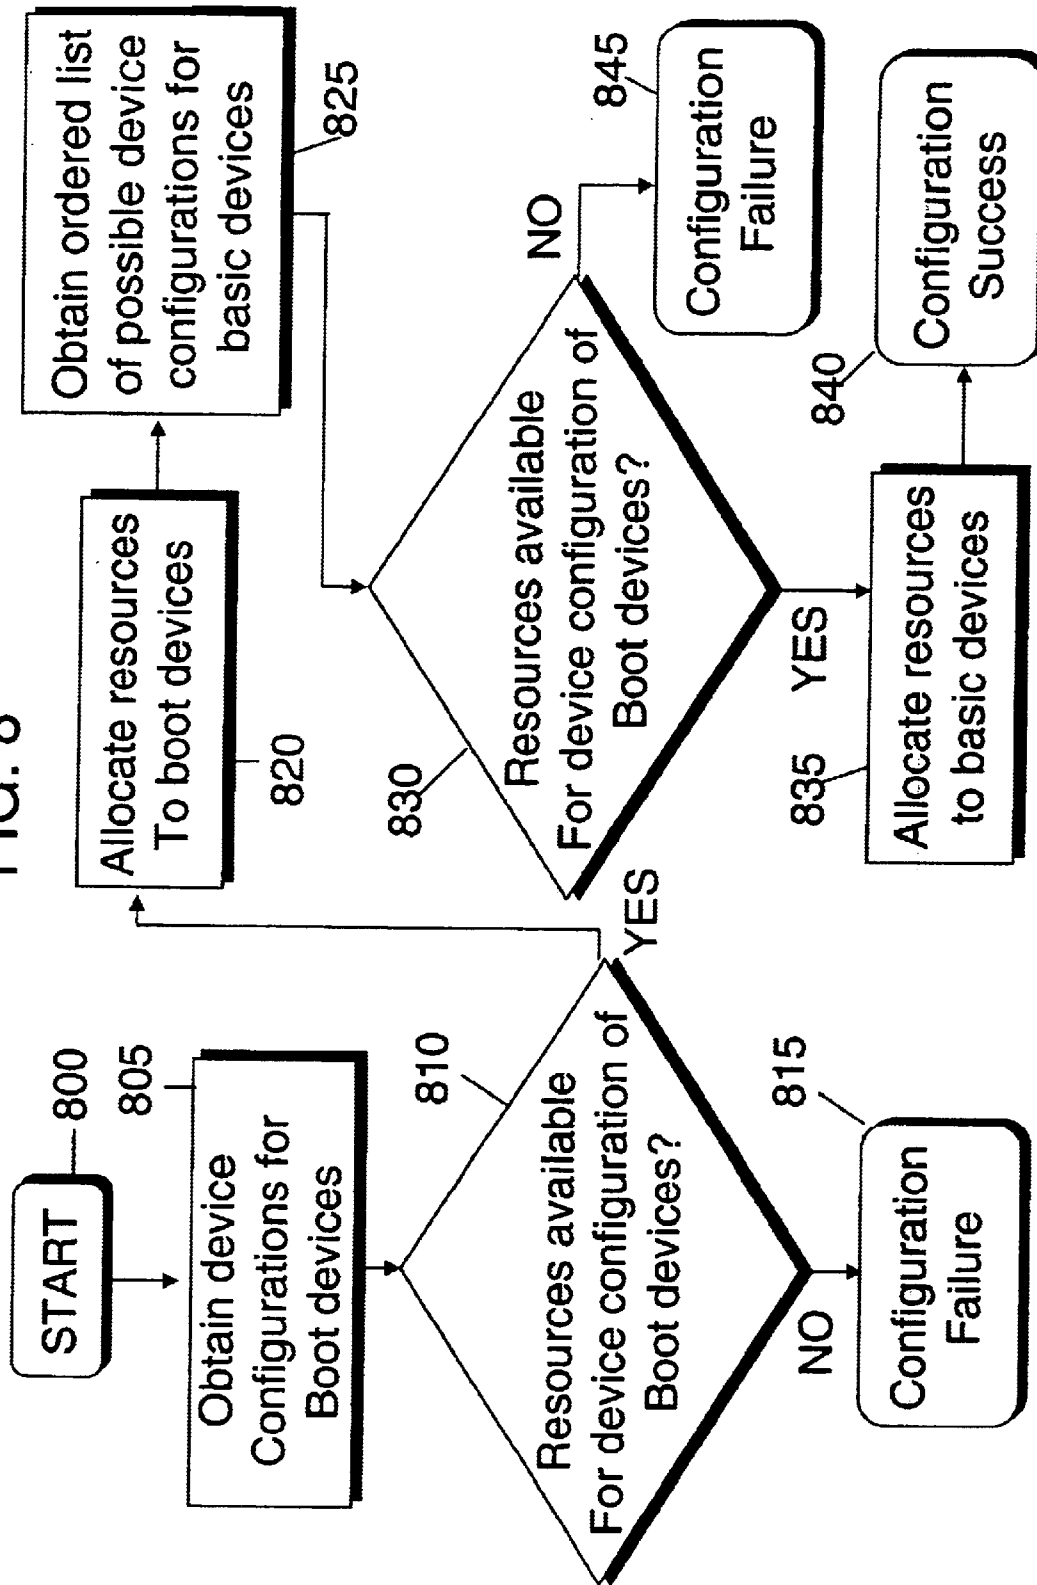 FIG. 8
START
800
805
Obtain device
Configurations for
Boot devices
810
Resources available
For device configuration of
Boot devices?
YES
NO
815
Configuration
Failure
Allocate resources
To boot devices
820
Obtain ordered list
of possible device
configurations for
basic devices
825
830
Resources available
For device configuration of
Boot devices?
NO
845
Configuration
Failure
YES
835
Allocate resources
to basic devices
840
Configuration
Success